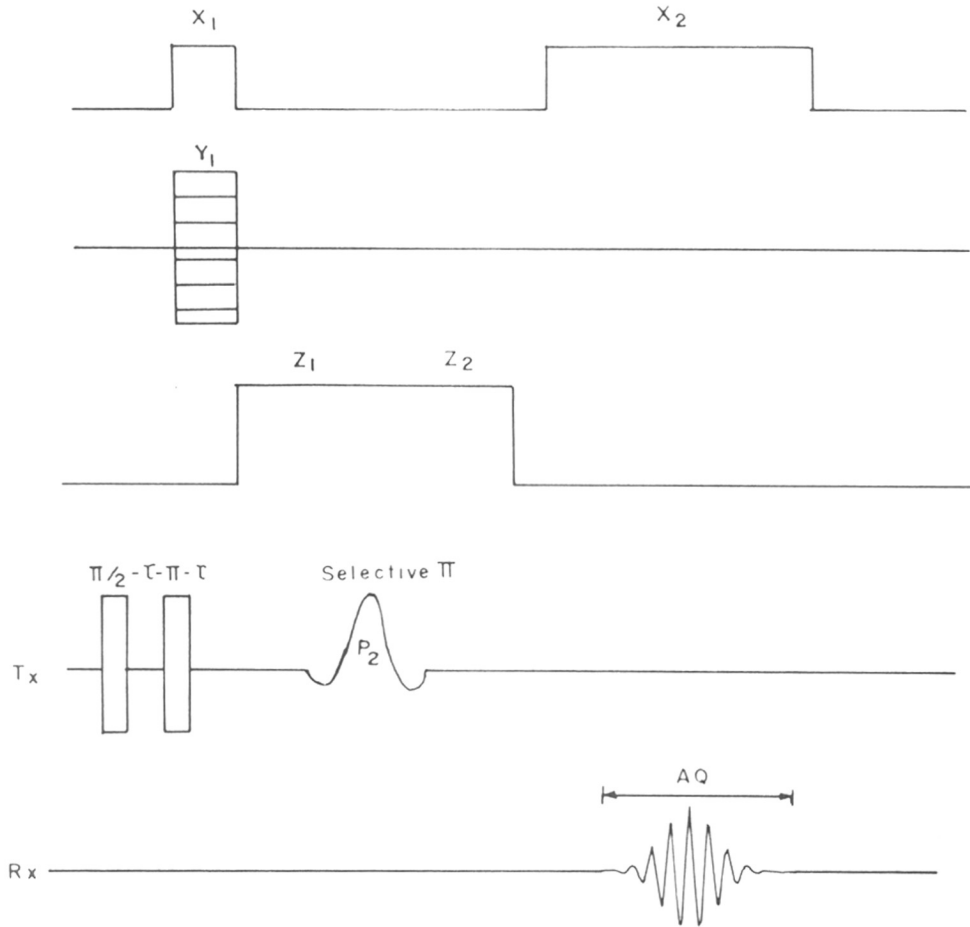 X₁ X₂
Y₁
Z₁ Z₂
π/2 - τ - π - τ Selective π
P₂
Tx
AQ
Rx